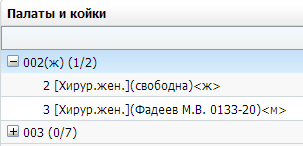 Палаты и койки
002(ж) (1/2)
2 [Хирур.жен.](свободна)<ж>
3 [Хирур.жен.](Фадеев М.В. 0133-20)<м>
003 (0/7)